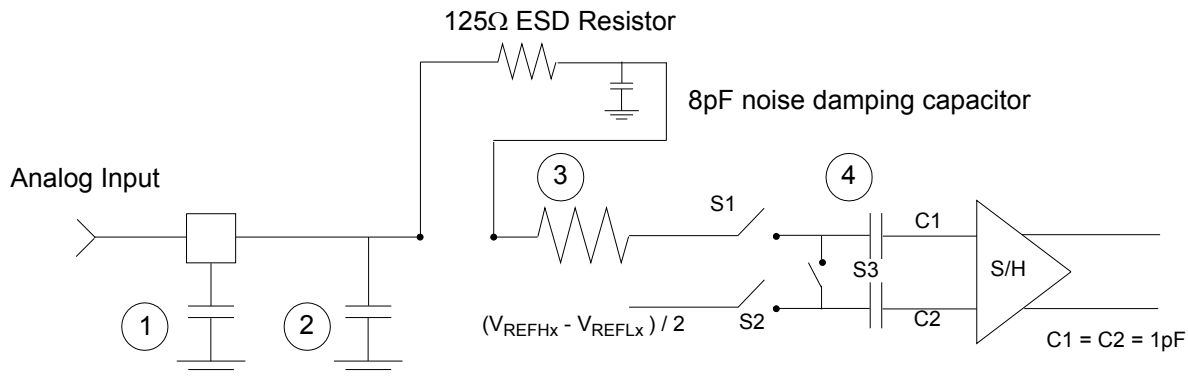 125Ω ESD Resistor
8pF noise damping capacitor
Analog Input
3
4
S1
C1
S3
S/H
1
2
(VREFHx - VREFLx ) / 2
S2
C2
C1 = C2 = 1pF